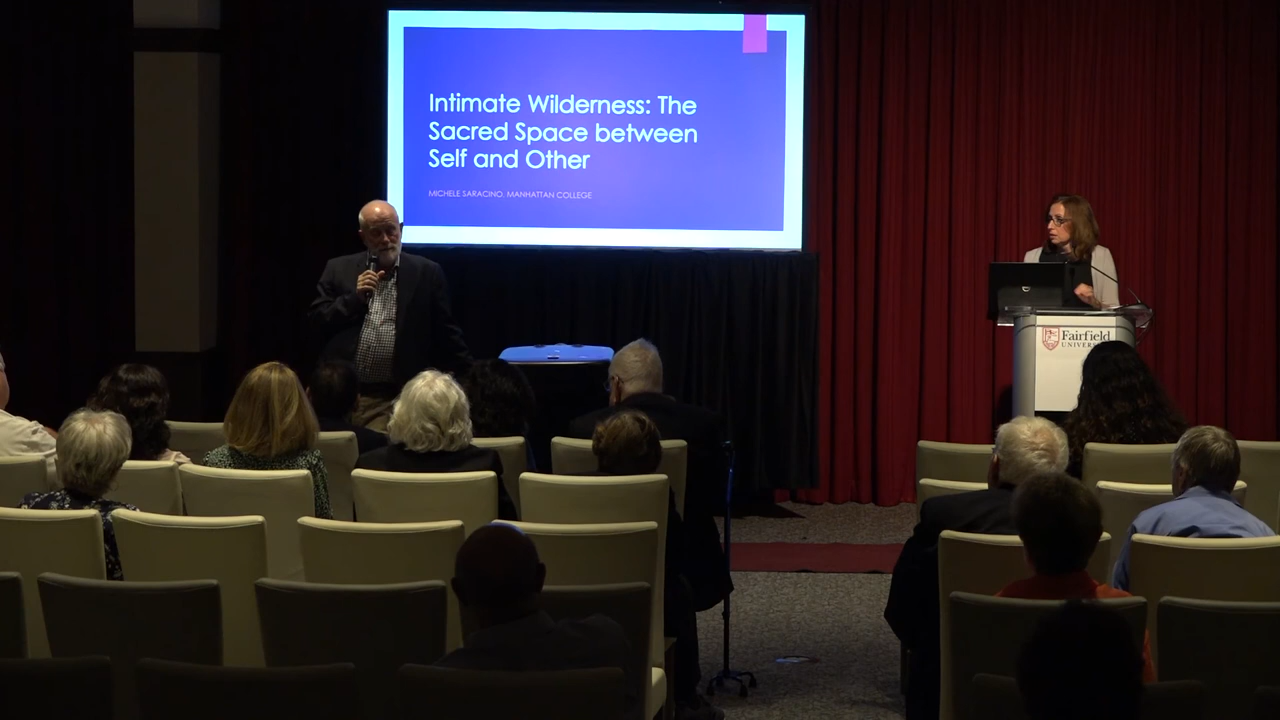 Intimate Wilderness: The
Sacred Space between
Self and Other
MICHELE SARACINO, MANHATTAN COLLEGE
Fairfield